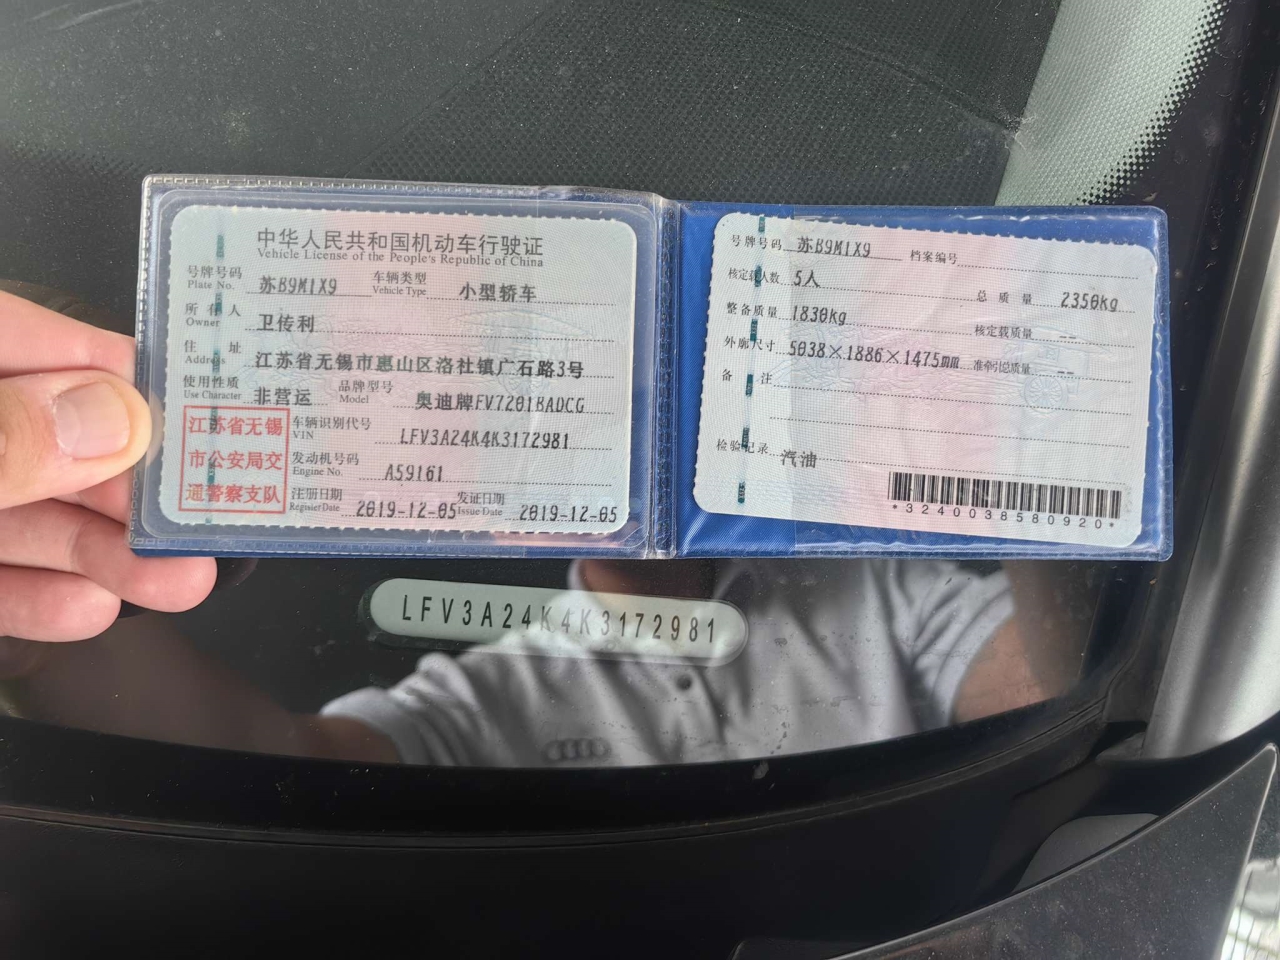 中华人民共和国机动车行驶证
Vehicle License of the People's Republic of China
号牌号码 Plate No. 苏B9M1X9 车辆类型 Vehicle Type 小型轿车
所有人 Owner 卫传利
住址 Address 江苏省无锡市惠山区洛社镇广石路3号
使用性质 Use Character 非营运 品牌型号 Model 奥迪牌FV7201BADCG
江苏省无锡
市公安局交
通警察支队
车辆识别代号 VIN LFV3A24K4K3172981
发动机号码 Engine No. A59161
注册日期 Register Date 2019-12-05 发证日期 Issue Date 2019-12-05
号牌号码 苏B9M1X9 档案编号
核定载人数 5人 总质量 2350kg
整备质量 1830kg 核定载质量 --
外廓尺寸 5038×1886×1475mm 准牵引总质量 --
备注
检验记录 汽油
*3240038580920*
LFV3A24K4K3172981